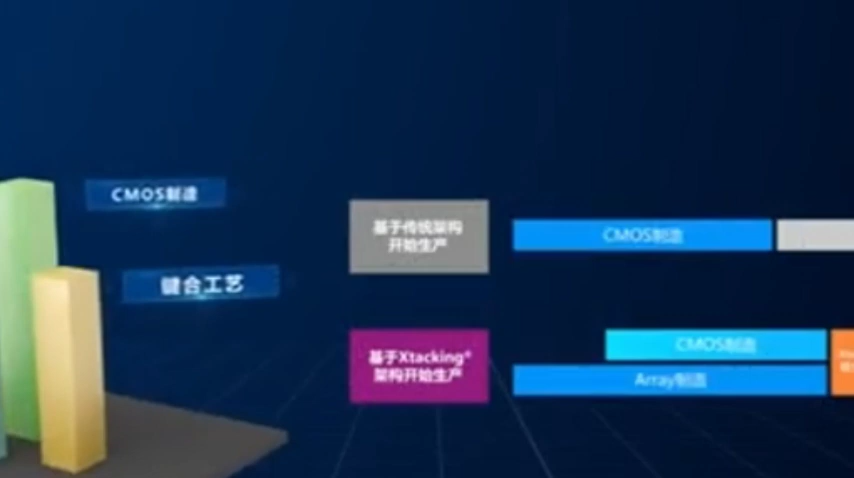 CMOS制造
键合工艺
基于传统架构
开始生产
CMOS制造
基于Xtacking®
架构开始生产
CMOS制造
Array制造